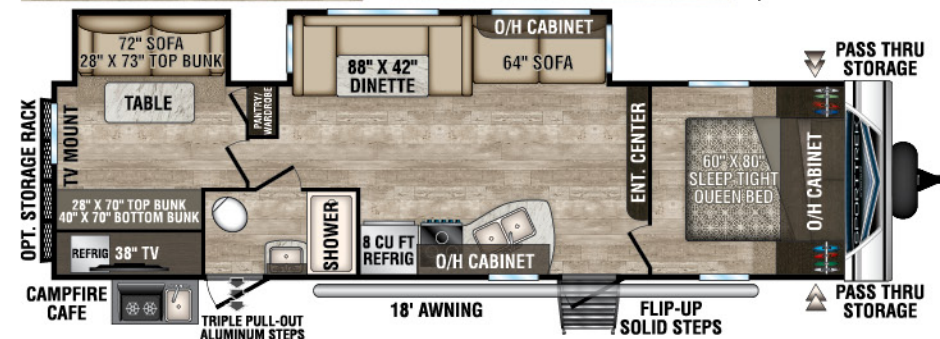 O/H CABINET
72" SOFA
28" X 73" TOP BUNK
64" SOFA
88" X 42"
DINETTE
PASS THRU
STORAGE
TABLE
PANTRY/
WARDROBE
OPT. STORAGE RACK
TV MOUNT
ENT. CENTER
60" X 80"
SLEEP TIGHT
QUEEN BED
O/H CABINET
SPORTTREK
28" X 70" TOP BUNK
40" X 70" BOTTOM BUNK
SHOWER
REFRIG
38" TV
8 CU FT
REFRIG
O/H CABINET
CAMPFIRE
CAFE
TRIPLE PULL-OUT
ALUMINUM STEPS
18' AWNING
FLIP-UP
SOLID STEPS
PASS THRU
STORAGE